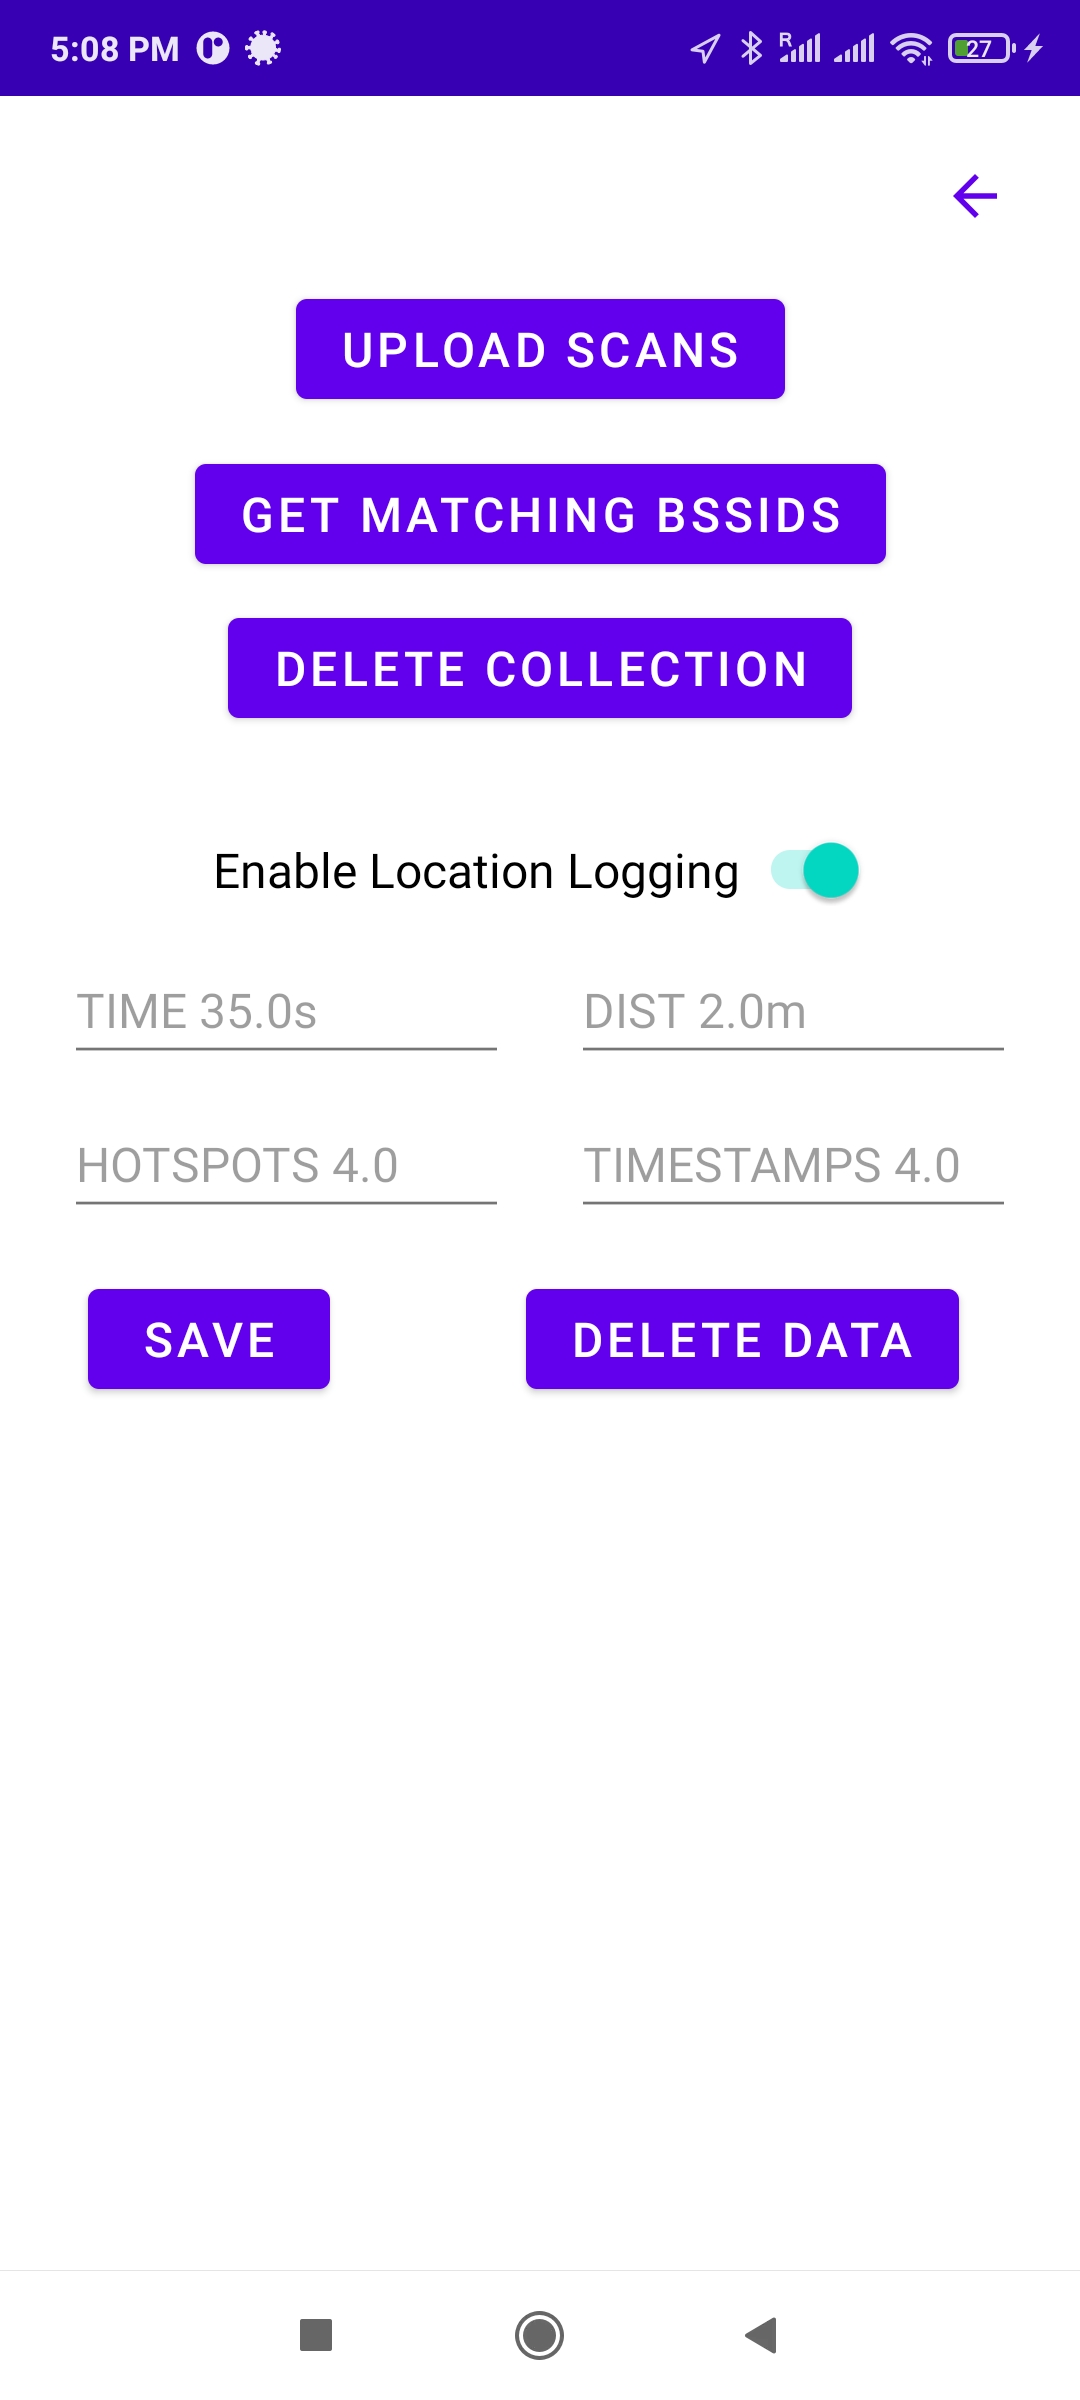 5:08 PM
R
27
UPLOAD SCANS
GET MATCHING BSSIDS
DELETE COLLECTION
Enable Location Logging
TIME 35.0s
DIST 2.0m
HOTSPOTS 4.0
TIMESTAMPS 4.0
SAVE
DELETE DATA